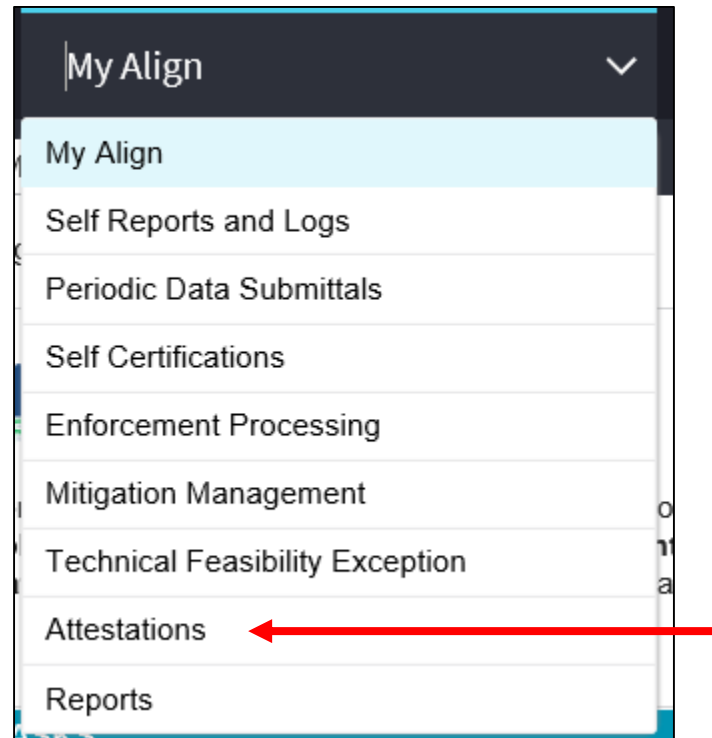 My Align
My Align
Self Reports and Logs
Periodic Data Submittals
Self Certifications
Enforcement Processing
Mitigation Management
Technical Feasibility Exception
Attestations
Reports